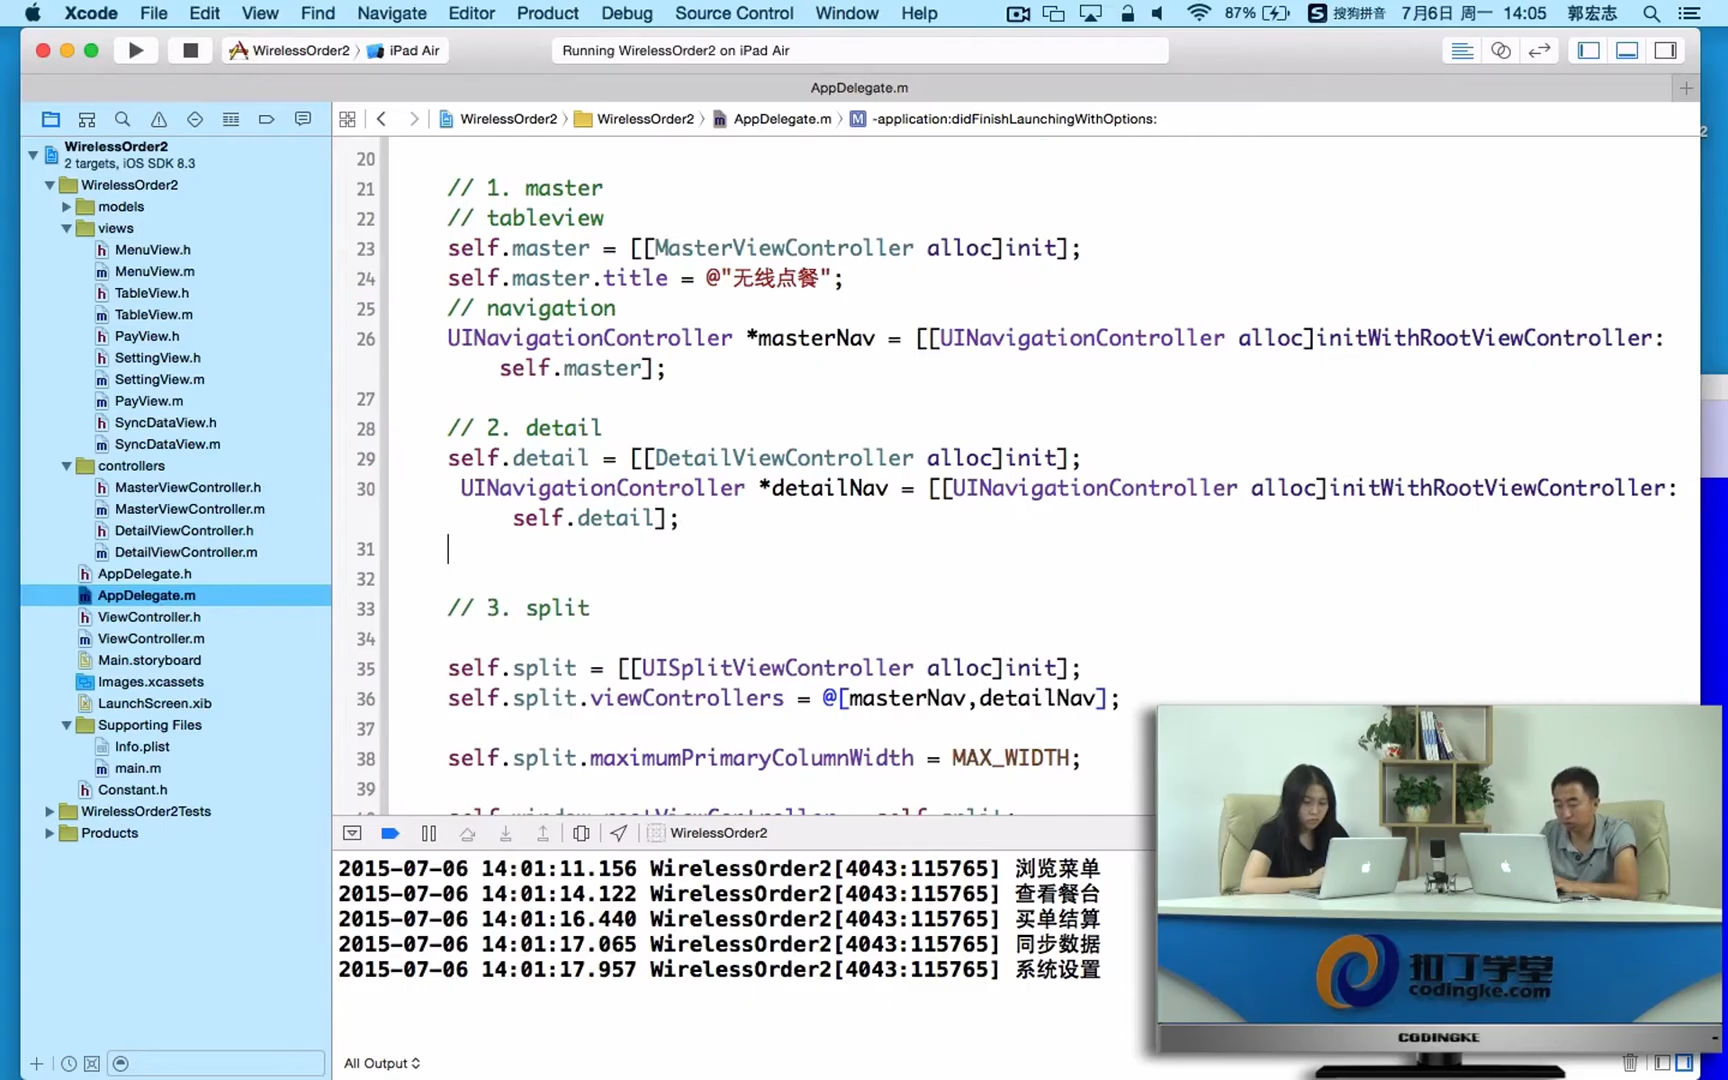 Xcode File Edit View Find Navigate Editor Product Debug Source Control Window Help 87% 搜狗拼音 7月6日 周一 14:05 郭宏志
WirelessOrder2 iPad Air Running WirelessOrder2 on iPad Air
AppDelegate.m
WirelessOrder2 WirelessOrder2 AppDelegate.m -application:didFinishLaunchingWithOptions:
WirelessOrder2
2 targets, iOS SDK 8.3
WirelessOrder2
models
views
MenuView.h
MenuView.m
TableView.h
TableView.m
PayView.h
SettingView.h
SettingView.m
PayView.m
SyncDataView.h
SyncDataView.m
controllers
MasterViewController.h
MasterViewController.m
DetailViewController.h
DetailViewController.m
AppDelegate.h
AppDelegate.m
ViewController.h
ViewController.m
Main.storyboard
Images.xcassets
LaunchScreen.xib
Supporting Files
Info.plist
main.m
Constant.h
WirelessOrder2Tests
Products
20
21 // 1. master
22 // tableview
23 self.master = [[MasterViewController alloc]init];
24 self.master.title = @"无线点餐";
25 // navigation
26 UINavigationController *masterNav = [[UINavigationController alloc]initWithRootViewController:
self.master];
27
28 // 2. detail
29 self.detail = [[DetailViewController alloc]init];
30 UINavigationController *detailNav = [[UINavigationController alloc]initWithRootViewController:
self.detail];
31
32
33 // 3. split
34
35 self.split = [[UISplitViewController alloc]init];
36 self.split.viewControllers = @[masterNav,detailNav];
37
38 self.split.maximumPrimaryColumnWidth = MAX_WIDTH;
39
WirelessOrder2
2015-07-06 14:01:11.156 WirelessOrder2[4043:115765] 浏览菜单
2015-07-06 14:01:14.122 WirelessOrder2[4043:115765] 查看餐台
2015-07-06 14:01:16.440 WirelessOrder2[4043:115765] 买单结算
2015-07-06 14:01:17.065 WirelessOrder2[4043:115765] 同步数据
2015-07-06 14:01:17.957 WirelessOrder2[4043:115765] 系统设置
All Output
扣丁学堂
codingke.com
CODINGKE